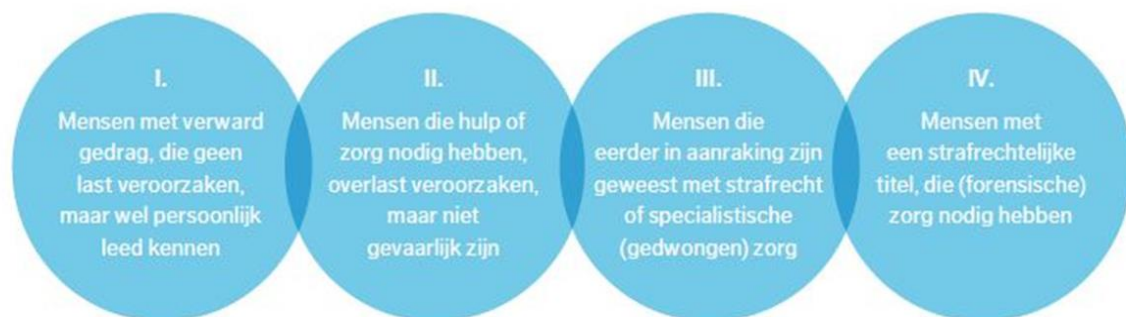 I.
Mensen met verward
gedrag, die geen
last veroorzaken,
maar wel persoonlijk
leed kennen
II.
Mensen die hulp of
zorg nodig hebben,
overlast veroorzaken,
maar niet
gevaarlijk zijn
III.
Mensen die
eerder in aanraking zijn
geweest met strafrecht
of specialistische
(gedwongen) zorg
IV.
Mensen met
een strafrechtelijke
titel, die (forensische)
zorg nodig hebben